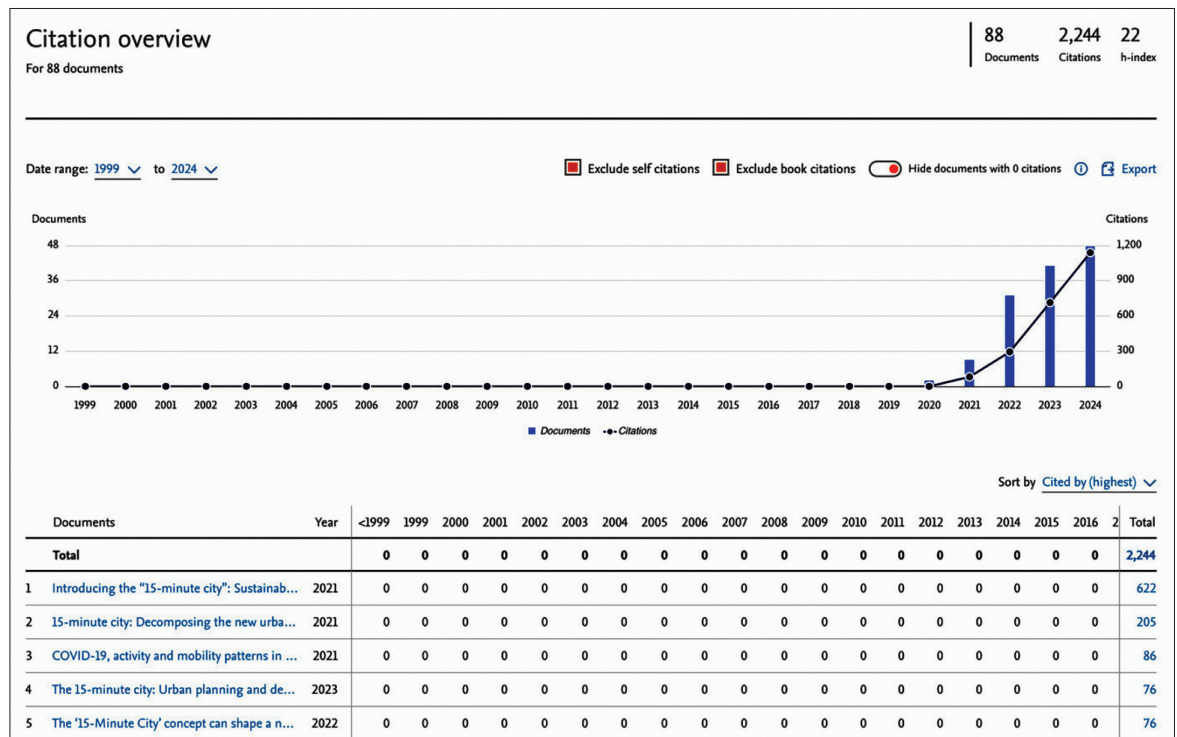 Citation overview
For 88 documents
88 2,244 22
Documents Citations h-index
Date range: 1999 to 2024
Exclude self citations Exclude book citations Hide documents with 0 citations Export
Documents Citations
48 1,200
36 900
24 600
12 300
0 0
1999 2000 2001 2002 2003 2004 2005 2006 2007 2008 2009 2010 2011 2012 2013 2014 2015 2016 2017 2018 2019 2020 2021 2022 2023 2024
Documents Citations
Sort by Cited by (highest)
Documents Year <1999 1999 2000 2001 2002 2003 2004 2005 2006 2007 2008 2009 2010 2011 2012 2013 2014 2015 2016 2 Total
Total 0 0 0 0 0 0 0 0 0 0 0 0 0 0 0 0 0 0 0 2,244
1 Introducing the “15-minute city”: Sustainab... 2021 0 0 0 0 0 0 0 0 0 0 0 0 0 0 0 0 0 0 0 622
2 15-minute city: Decomposing the new urba... 2021 0 0 0 0 0 0 0 0 0 0 0 0 0 0 0 0 0 0 0 205
3 COVID-19, activity and mobility patterns in ... 2021 0 0 0 0 0 0 0 0 0 0 0 0 0 0 0 0 0 0 0 86
4 The 15-minute city: Urban planning and de... 2023 0 0 0 0 0 0 0 0 0 0 0 0 0 0 0 0 0 0 0 76
5 The ‘15-Minute City’ concept can shape a n... 2022 0 0 0 0 0 0 0 0 0 0 0 0 0 0 0 0 0 0 0 76